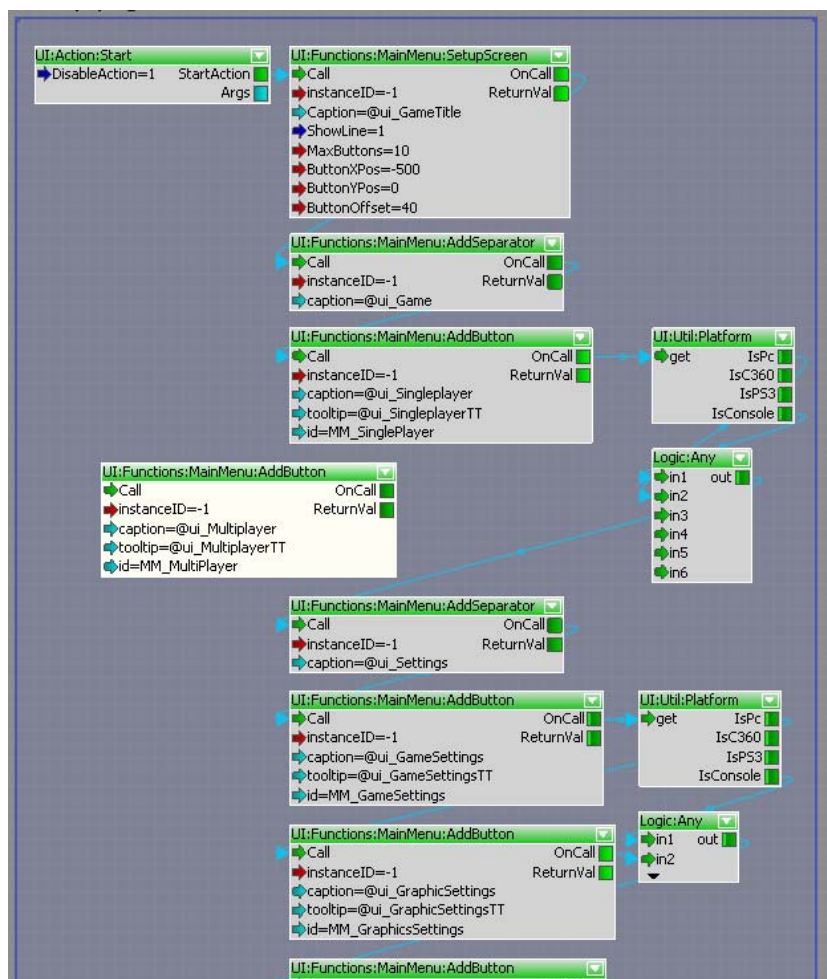 UI:Action:Start
DisableAction=1 StartAction
Args
UI:Functions:MainMenu:SetupScreen
Call OnCall
instanceID=-1 ReturnVal
Caption=@ui_GameTitle
ShowLine=1
MaxButtons=10
ButtonXPos=-500
ButtonYPos=0
ButtonOffset=40
UI:Functions:MainMenu:AddSeparator
Call OnCall
instanceID=-1 ReturnVal
caption=@ui_Game
UI:Functions:MainMenu:AddButton
Call OnCall
instanceID=-1 ReturnVal
caption=@ui_Singleplayer
tooltip=@ui_SingleplayerTT
id=MM_SinglePlayer
UI:Util:Platform
get IsPc
IsC360
IsPS3
IsConsole
Logic:Any
in1 out
in2
in3
in4
in5
in6
UI:Functions:MainMenu:AddButton
Call OnCall
instanceID=-1 ReturnVal
caption=@ui_Multiplayer
tooltip=@ui_MultiplayerTT
id=MM_MultiPlayer
UI:Functions:MainMenu:AddSeparator
Call OnCall
instanceID=-1 ReturnVal
caption=@ui_Settings
UI:Functions:MainMenu:AddButton
Call OnCall
instanceID=-1 ReturnVal
caption=@ui_GameSettings
tooltip=@ui_GameSettingsTT
id=MM_GameSettings
UI:Util:Platform
get IsPc
IsC360
IsPS3
IsConsole
Logic:Any
in1 out
in2
UI:Functions:MainMenu:AddButton
Call OnCall
instanceID=-1 ReturnVal
caption=@ui_GraphicSettings
tooltip=@ui_GraphicSettingsTT
id=MM_GraphicsSettings
UI:Functions:MainMenu:AddButton